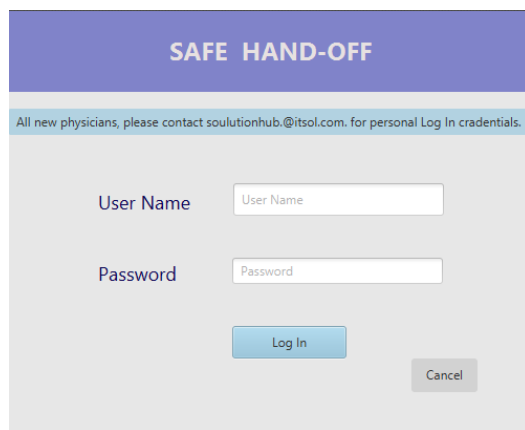 SAFE HAND-OFF
All new physicians, please contact soulutionhub.@itsol.com. for personal Log In cradentials.
User Name
User Name
Password
Password
Log In
Cancel